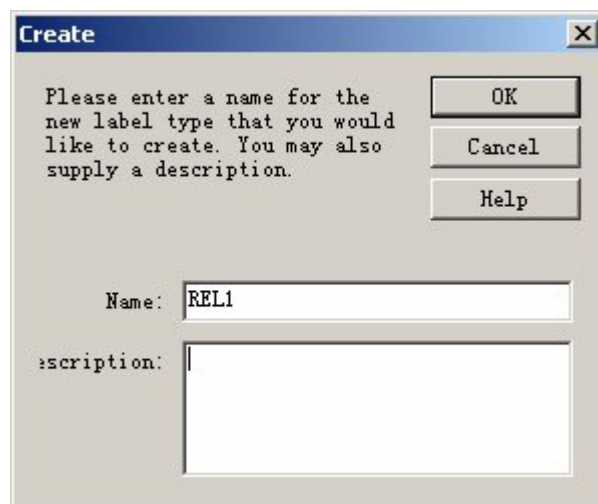 Create
Please enter a name for the
new label type that you would
like to create. You may also
supply a description.
OK
Cancel
Help
Name:
REL1
escription: